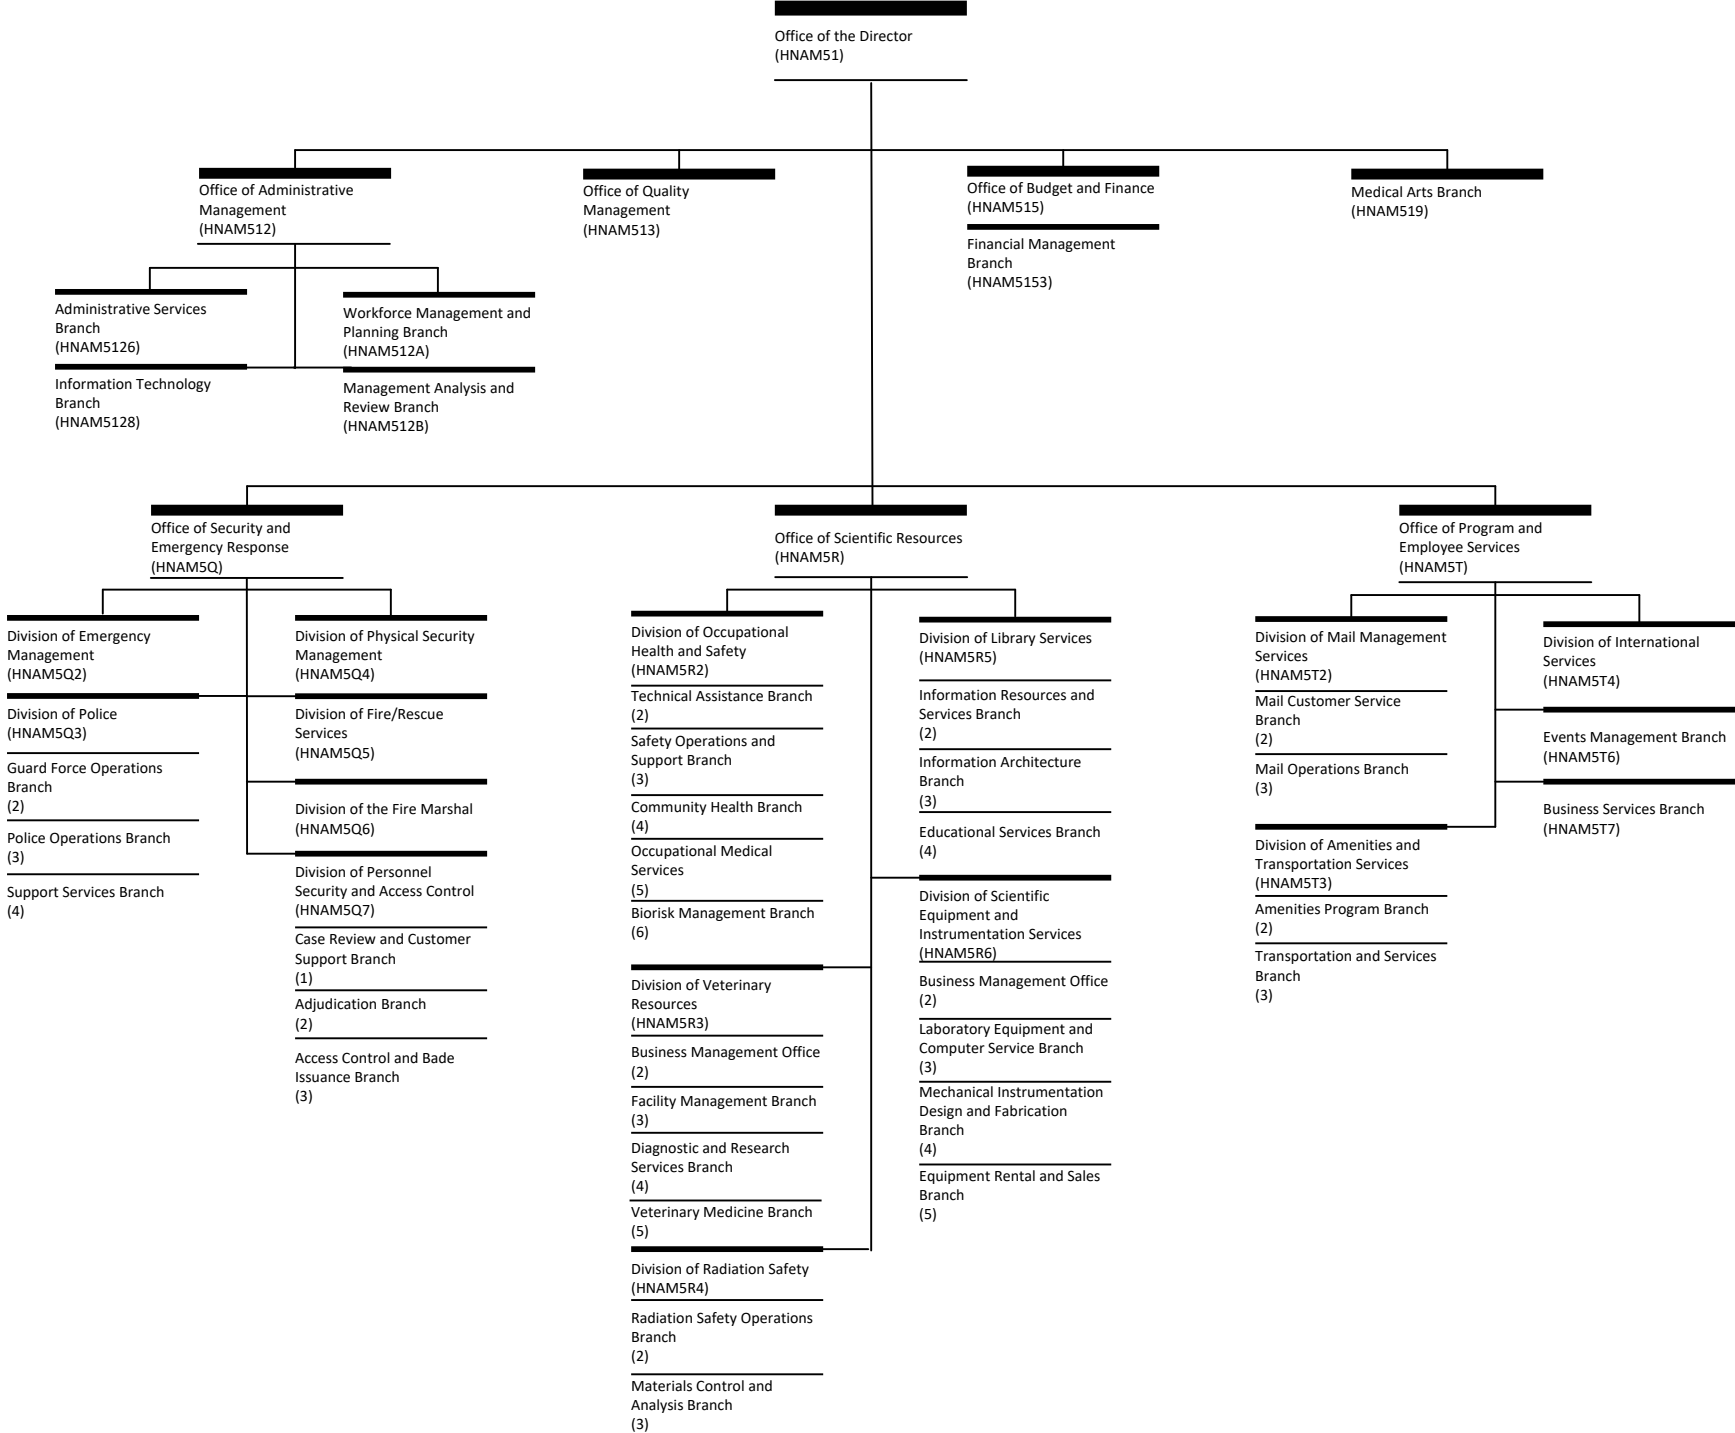 Office of the Director
(HNAM51)
Office of Administrative
Management
(HNAM512)
Office of Quality
Management
(HNAM513)
Office of Budget and Finance
(HNAM515)
Financial Management
Branch
(HNAM5153)
Medical Arts Branch
(HNAM519)
Administrative Services
Branch
(HNAM5126)
Information Technology
Branch
(HNAM5128)
Workforce Management and
Planning Branch
(HNAM512A)
Management Analysis and
Review Branch
(HNAM512B)
Office of Security and
Emergency Response
(HNAM5Q)
Division of Emergency
Management
(HNAM5Q2)
Division of Police
(HNAM5Q3)
Guard Force Operations
Branch
(2)
Police Operations Branch
(3)
Support Services Branch
(4)
Division of Physical Security
Management
(HNAM5Q4)
Division of Fire/Rescue
Services
(HNAM5Q5)
Division of the Fire Marshal
(HNAM5Q6)
Division of Personnel
Security and Access Control
(HNAM5Q7)
Case Review and Customer
Support Branch
(1)
Adjudication Branch
(2)
Access Control and Bade
Issuance Branch
(3)
Office of Scientific Resources
(HNAM5R)
Division of Occupational
Health and Safety
(HNAM5R2)
Technical Assistance Branch
(2)
Safety Operations and
Support Branch
(3)
Community Health Branch
(4)
Occupational Medical
Services
(5)
Biorisk Management Branch
(6)
Division of Veterinary
Resources
(HNAM5R3)
Business Management Office
(2)
Facility Management Branch
(3)
Diagnostic and Research
Services Branch
(4)
Veterinary Medicine Branch
(5)
Division of Radiation Safety
(HNAM5R4)
Radiation Safety Operations
Branch
(2)
Materials Control and
Analysis Branch
(3)
Division of Library Services
(HNAM5R5)
Information Resources and
Services Branch
(2)
Information Architecture
Branch
(3)
Educational Services Branch
(4)
Division of Scientific
Equipment and
Instrumentation Services
(HNAM5R6)
Business Management Office
(2)
Laboratory Equipment and
Computer Service Branch
(3)
Mechanical Instrumentation
Design and Fabrication
Branch
(4)
Equipment Rental and Sales
Branch
(5)
Office of Program and
Employee Services
(HNAM5T)
Division of Mail Management
Services
(HNAM5T2)
Mail Customer Service
Branch
(2)
Mail Operations Branch
(3)
Division of Amenities and
Transportation Services
(HNAM5T3)
Amenities Program Branch
(2)
Transportation and Services
Branch
(3)
Division of International
Services
(HNAM5T4)
Events Management Branch
(HNAM5T6)
Business Services Branch
(HNAM5T7)